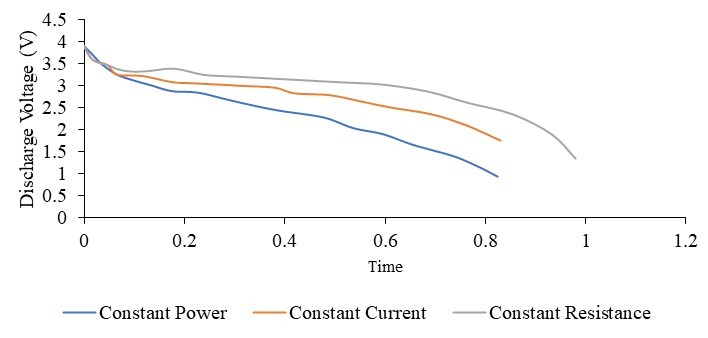 Discharge Voltage (V)
4.5
4
3.5
3
2.5
2
1.5
1
0.5
0
0 0.2 0.4 0.6 0.8 1 1.2
Time
Constant Power Constant Current Constant Resistance